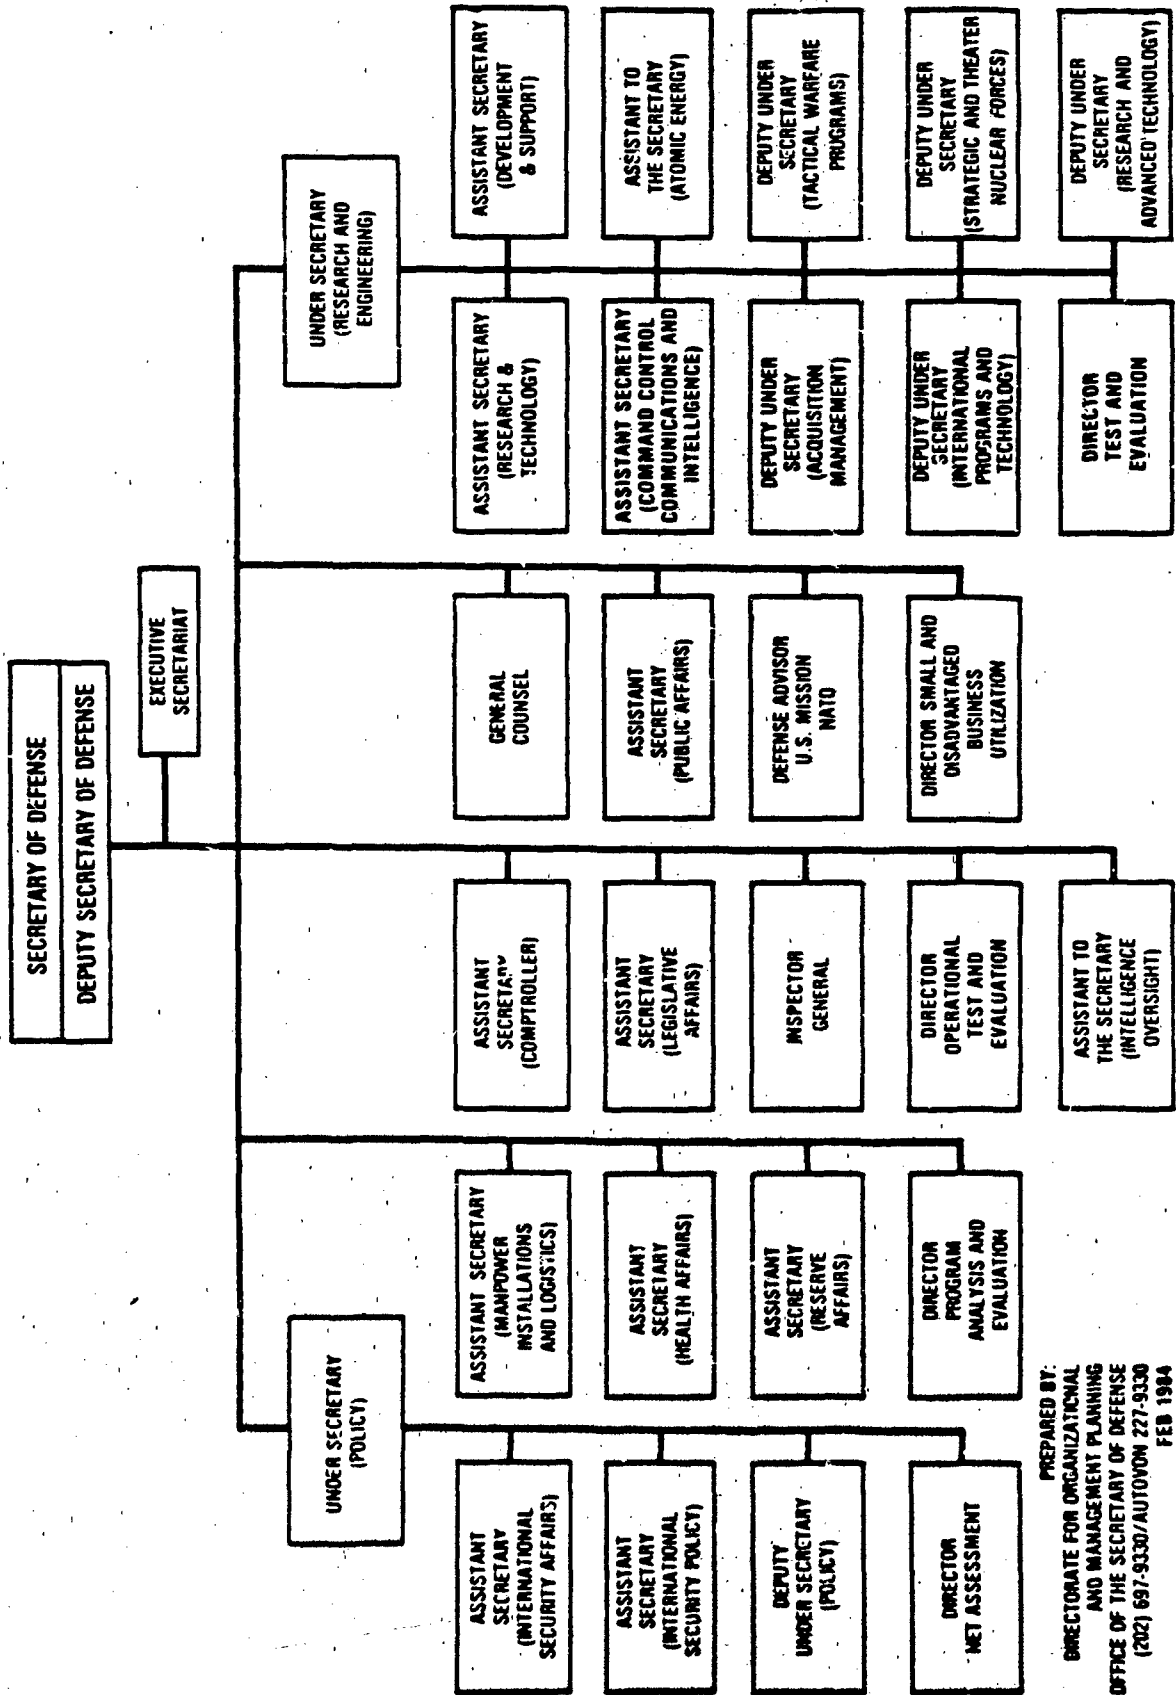 SECRETARY OF DEFENSE
DEPUTY SECRETARY OF DEFENSE
EXECUTIVE
SECRETARIAT
UNDER SECRETARY
(POLICY)
UNDER SECRETARY
(RESEARCH AND
ENGINEERING)
ASSISTANT
SECRETARY
(INTERNATIONAL
SECURITY AFFAIRS)
ASSISTANT
SECRETARY
(INTERNATIONAL
SECURITY POLICY)
DEPUTY
UNDER SECRETARY
(POLICY)
DIRECTOR
NET ASSESSMENT
ASSISTANT SECRETARY
(MANPOWER
INSTALLATIONS
AND LOGISTICS)
ASSISTANT
SECRETARY
(HEALTH AFFAIRS)
ASSISTANT
SECRETARY
(RESERVE
AFFAIRS)
DIRECTOR
PROGRAM
ANALYSIS AND
EVALUATION
ASSISTANT
SECRETARY
(COMPTROLLER)
ASSISTANT
SECRETARY
(LEGISLATIVE
AFFAIRS)
INSPECTOR
GENERAL
DIRECTOR
OPERATIONAL
TEST AND
EVALUATION
ASSISTANT TO
THE SECRETARY
(INTELLIGENCE
OVERSIGHT)
GENERAL
COUNSEL
ASSISTANT
SECRETARY
(PUBLIC AFFAIRS)
DEFENSE ADVISOR
U.S. MISSION
NATO
DIRECTOR SMALL AND
DISADVANTAGED
BUSINESS
UTILIZATION
ASSISTANT SECRETARY
(RESEARCH &
TECHNOLOGY)
ASSISTANT SECRETARY
(COMMAND CONTROL
COMMUNICATIONS AND
INTELLIGENCE)
DEPUTY UNDER
SECRETARY
(ACQUISITION
MANAGEMENT)
DEPUTY UNDER
SECRETARY
(INTERNATIONAL
PROGRAMS AND
TECHNOLOGY)
DIRECTOR
TEST AND
EVALUATION
ASSISTANT SECRETARY
(DEVELOPMENT
& SUPPORT)
ASSISTANT TO
THE SECRETARY
(ATOMIC ENERGY)
DEPUTY UNDER
SECRETARY
(TACTICAL WARFARE
PROGRAMS)
DEPUTY UNDER
SECRETARY
(STRATEGIC AND THEATER
NUCLEAR FORCES)
DEPUTY UNDER
SECRETARY
(RESEARCH AND
ADVANCED TECHNOLOGY)
PREPARED BY:
DIRECTORATE FOR ORGANIZATIONAL
AND MANAGEMENT PLANNING
OFFICE OF THE SECRETARY OF DEFENSE
(202) 697-9330/AUTOVON 227-9330
FEB 1984